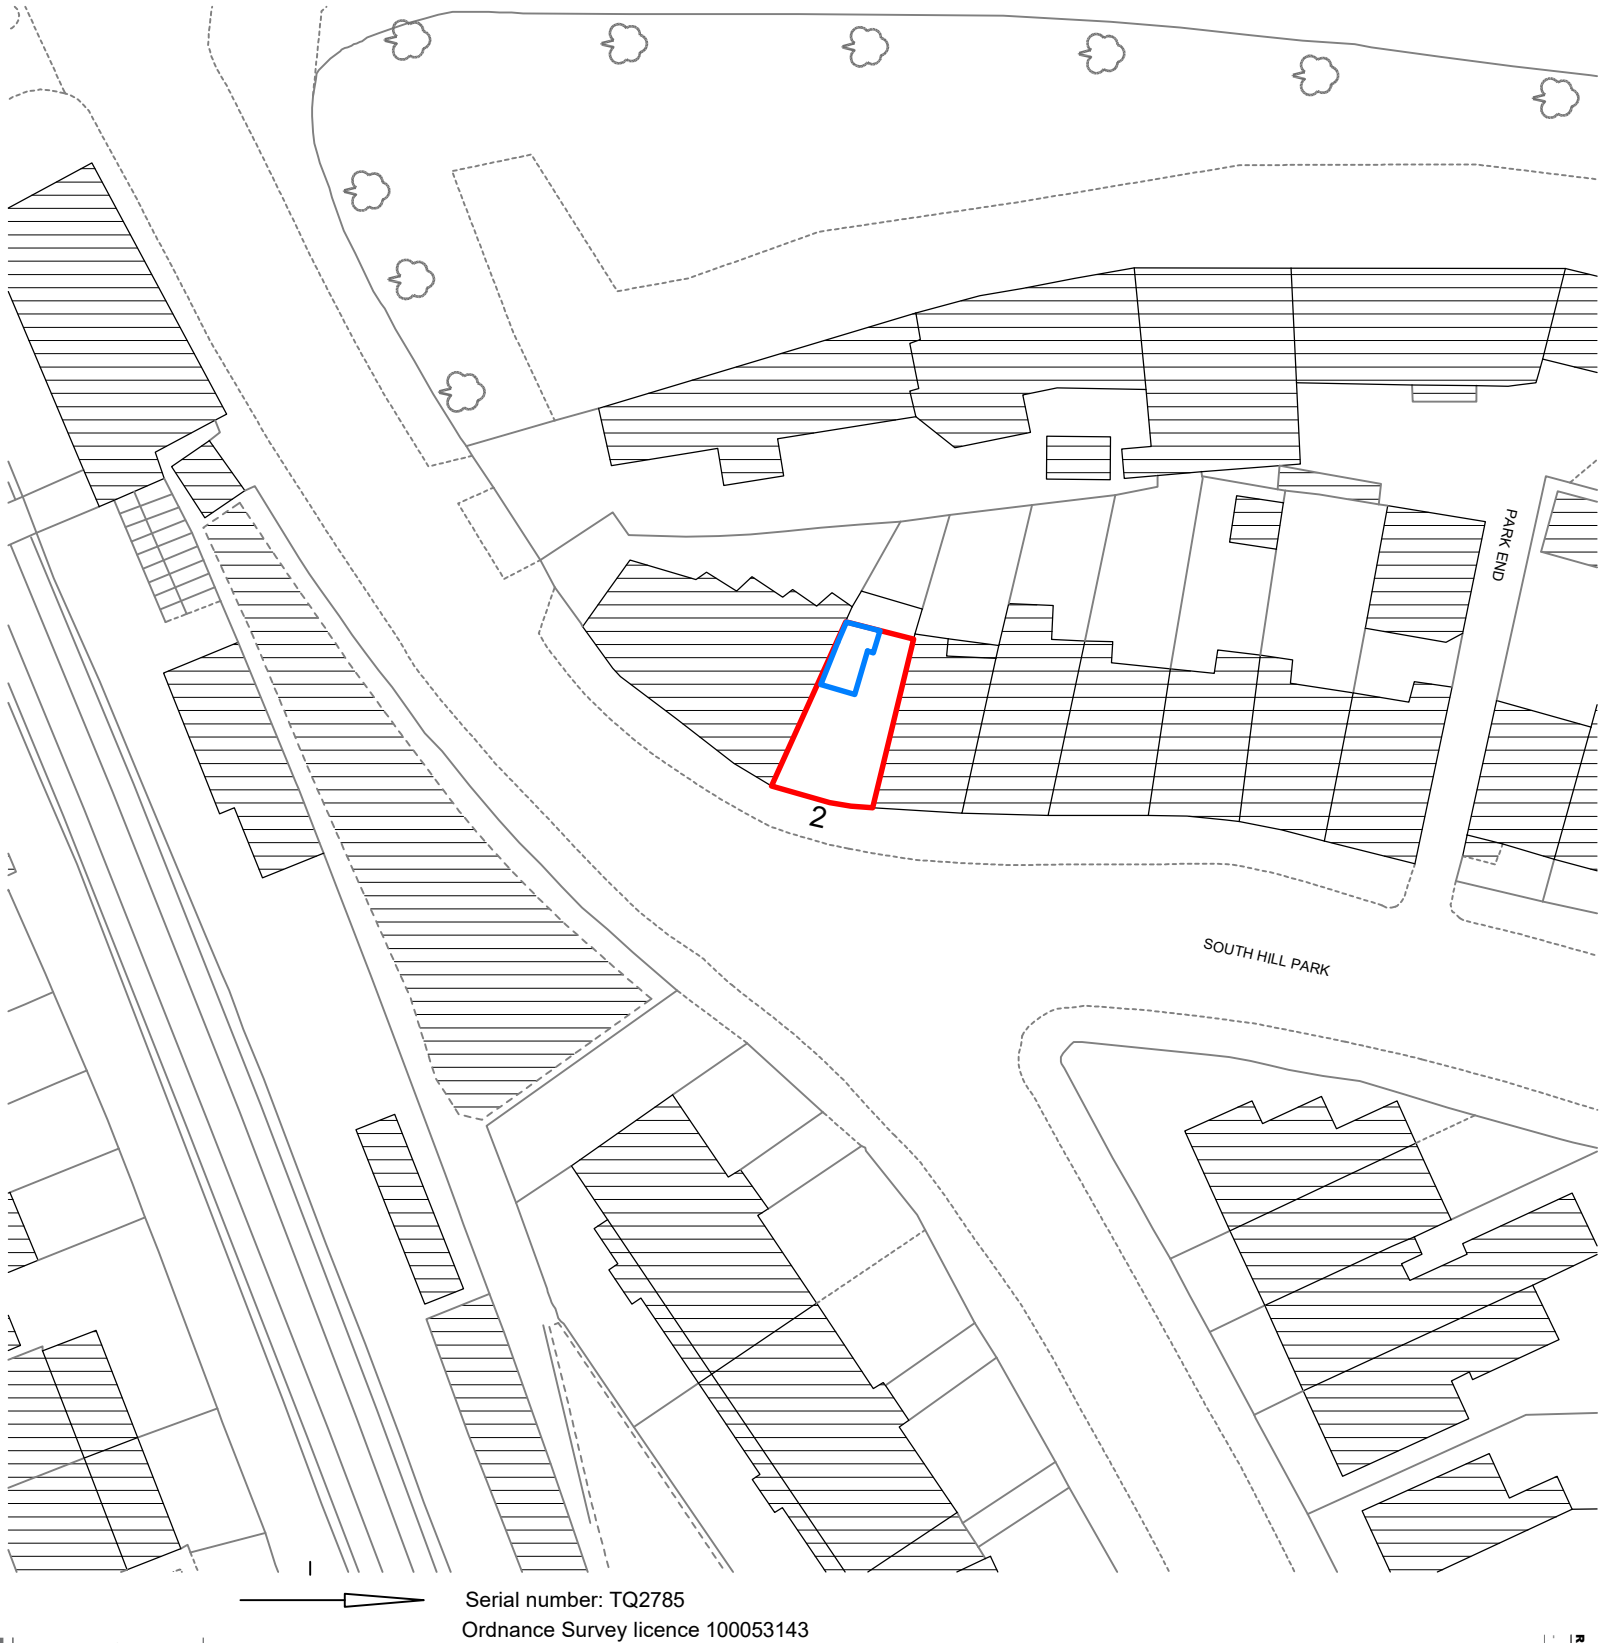 PARK END
2
SOUTH HILL PARK
Serial number: TQ2785
Ordnance Survey licence 100053143
R